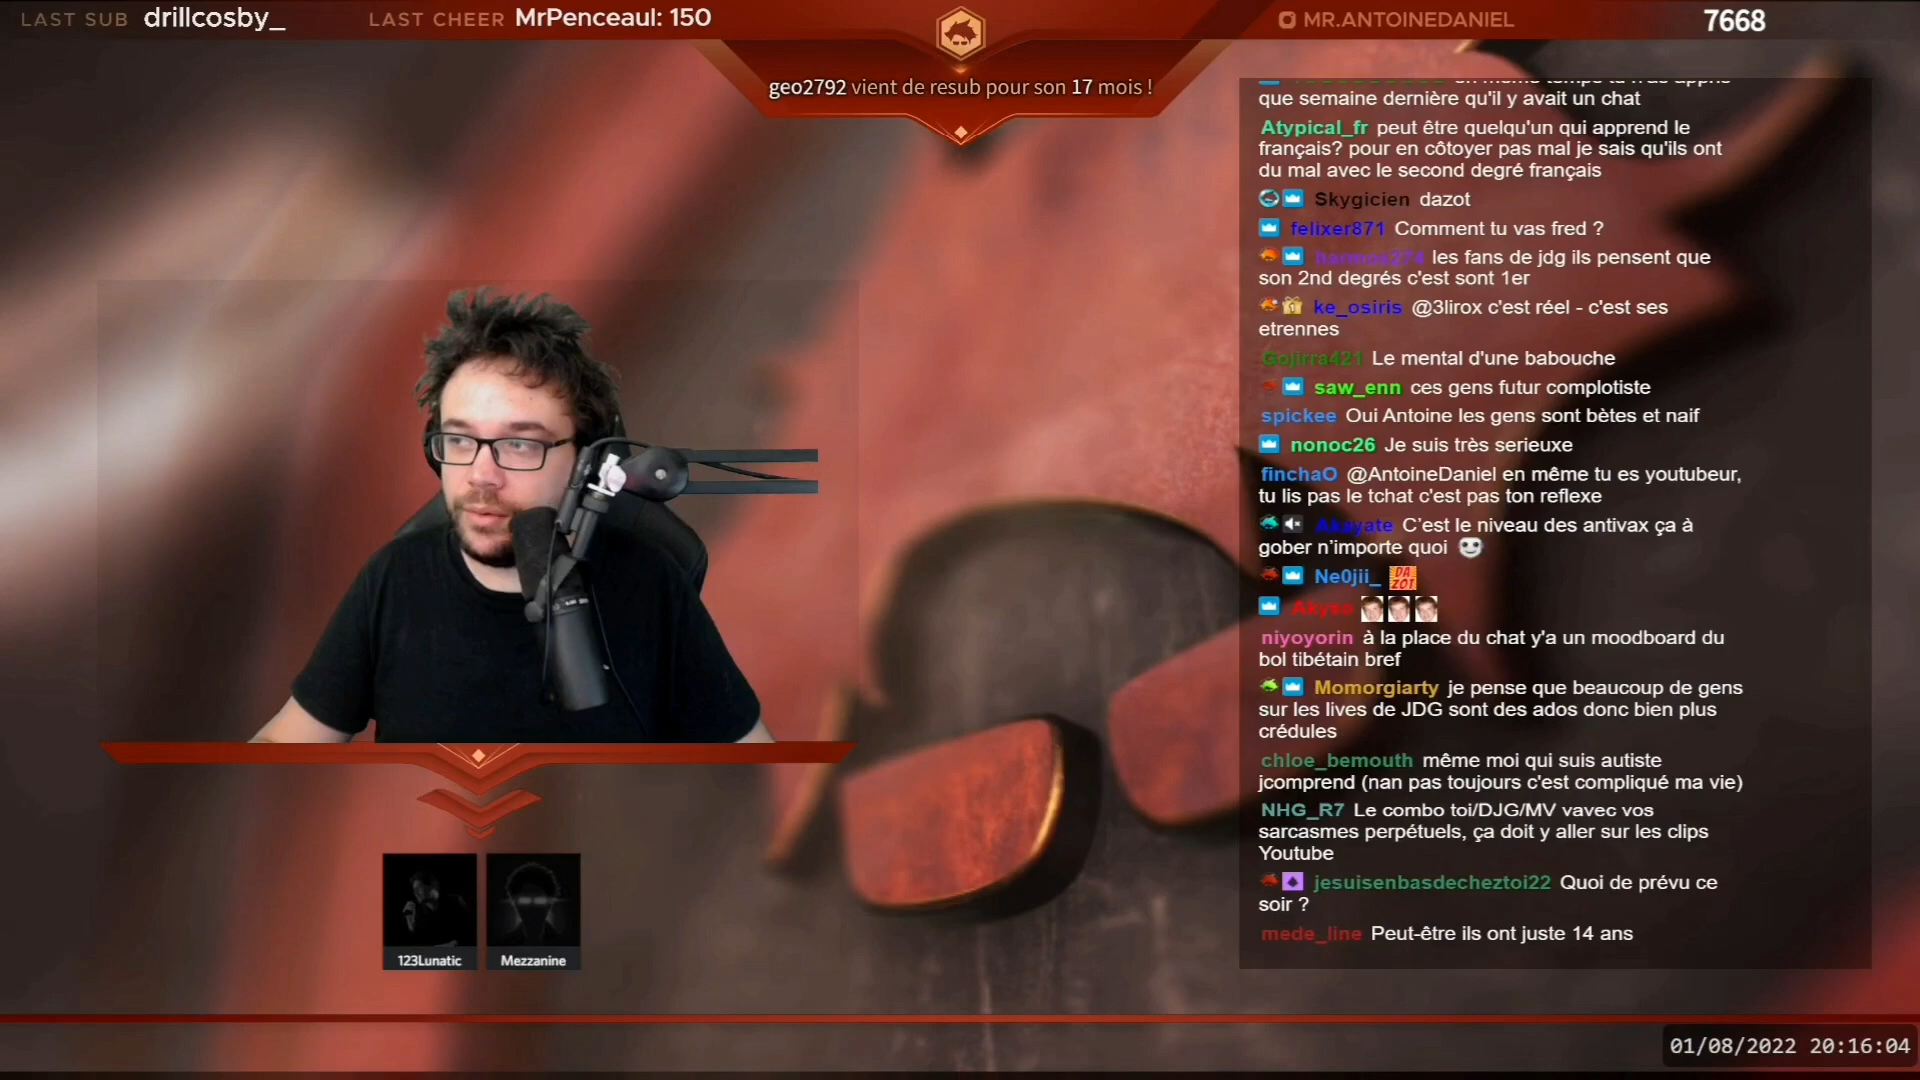 LAST SUB drillcosby_ LAST CHEER MrPenceaul: 150 MR.ANTOINEDANIEL 7668
geo2792 vient de resub pour son 17 mois !
que semaine dernière qu'il y avait un chat
Atypical_fr peut être quelqu'un qui apprend le
français? pour en côtoyer pas mal je sais qu'ils ont
du mal avec le second degré français
Skygicien dazot
felixer871 Comment tu vas fred ?
harmos274 les fans de jdg ils pensent que
son 2nd degrés c'est sont 1er
ke_osiris @3lirox c'est réel - c'est ses
etrennes
Gojirra421 Le mental d'une babouche
saw_enn ces gens futur complotiste
spickee Oui Antoine les gens sont bètes et naif
nonoc26 Je suis très serieuxe
finchaO @AntoineDaniel en même tu es youtubeur,
tu lis pas le tchat c'est pas ton reflexe
Akayate C’est le niveau des antivax ça à
gober n’importe quoi
Ne0jii_ DA ZOT
Akyso
niyoyorin à la place du chat y'a un moodboard du
bol tibétain bref
Momorgiarty je pense que beaucoup de gens
sur les lives de JDG sont des ados donc bien plus
crédules
chloe_bemouth même moi qui suis autiste
jcomprend (nan pas toujours c'est compliqué ma vie)
NHG_R7 Le combo toi/DJG/MV vavec vos
sarcasmes perpétuels, ça doit y aller sur les clips
Youtube
jesuisenbasdecheztoi22 Quoi de prévu ce
soir ?
mede_line Peut-être ils ont juste 14 ans
123Lunatic Mezzanine
01/08/2022 20:16:04